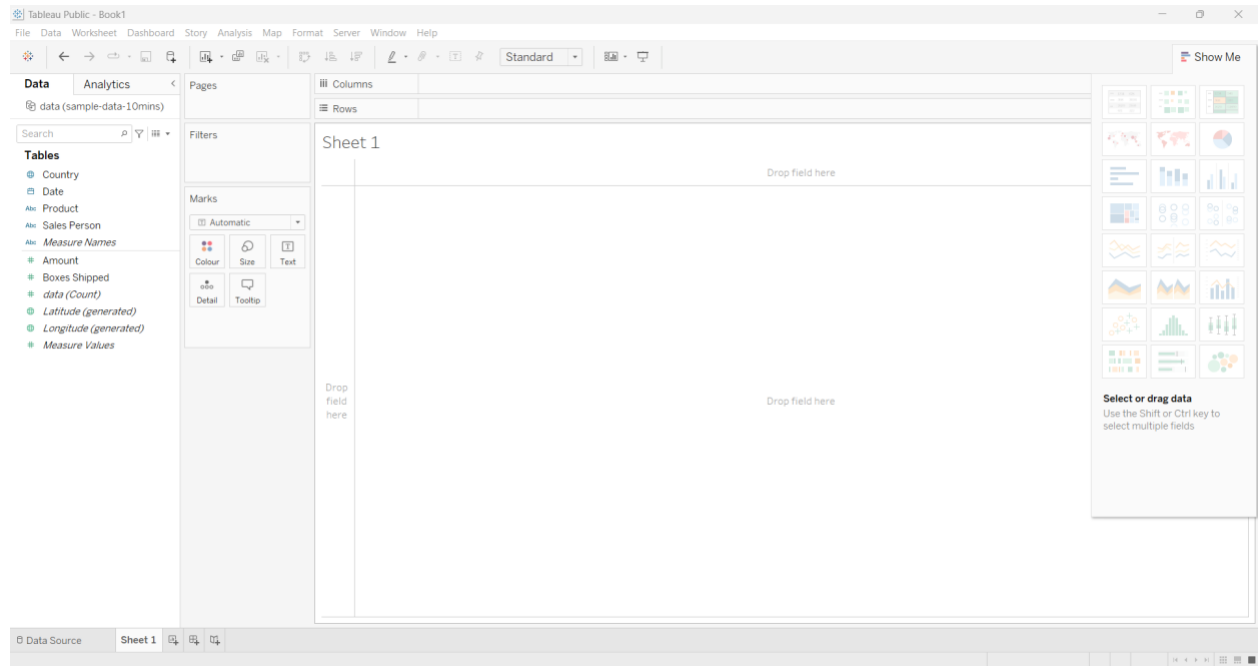 Tableau Public - Book1
File Data Worksheet Dashboard Story Analysis Map Format Server Window Help
Standard
Show Me
Data Analytics
data (sample-data-10mins)
Search
Tables
Country
Date
Abc Product
Abc Sales Person
Abc Measure Names
# Amount
# Boxes Shipped
# data (Count)
Latitude (generated)
Longitude (generated)
# Measure Values
Pages
Filters
Marks
Automatic
Colour Size Text
Detail Tooltip
Columns
Rows
Sheet 1
Drop field here
Drop
field
here
Drop field here
Select or drag data
Use the Shift or Ctrl key to
select multiple fields
Data Source Sheet 1